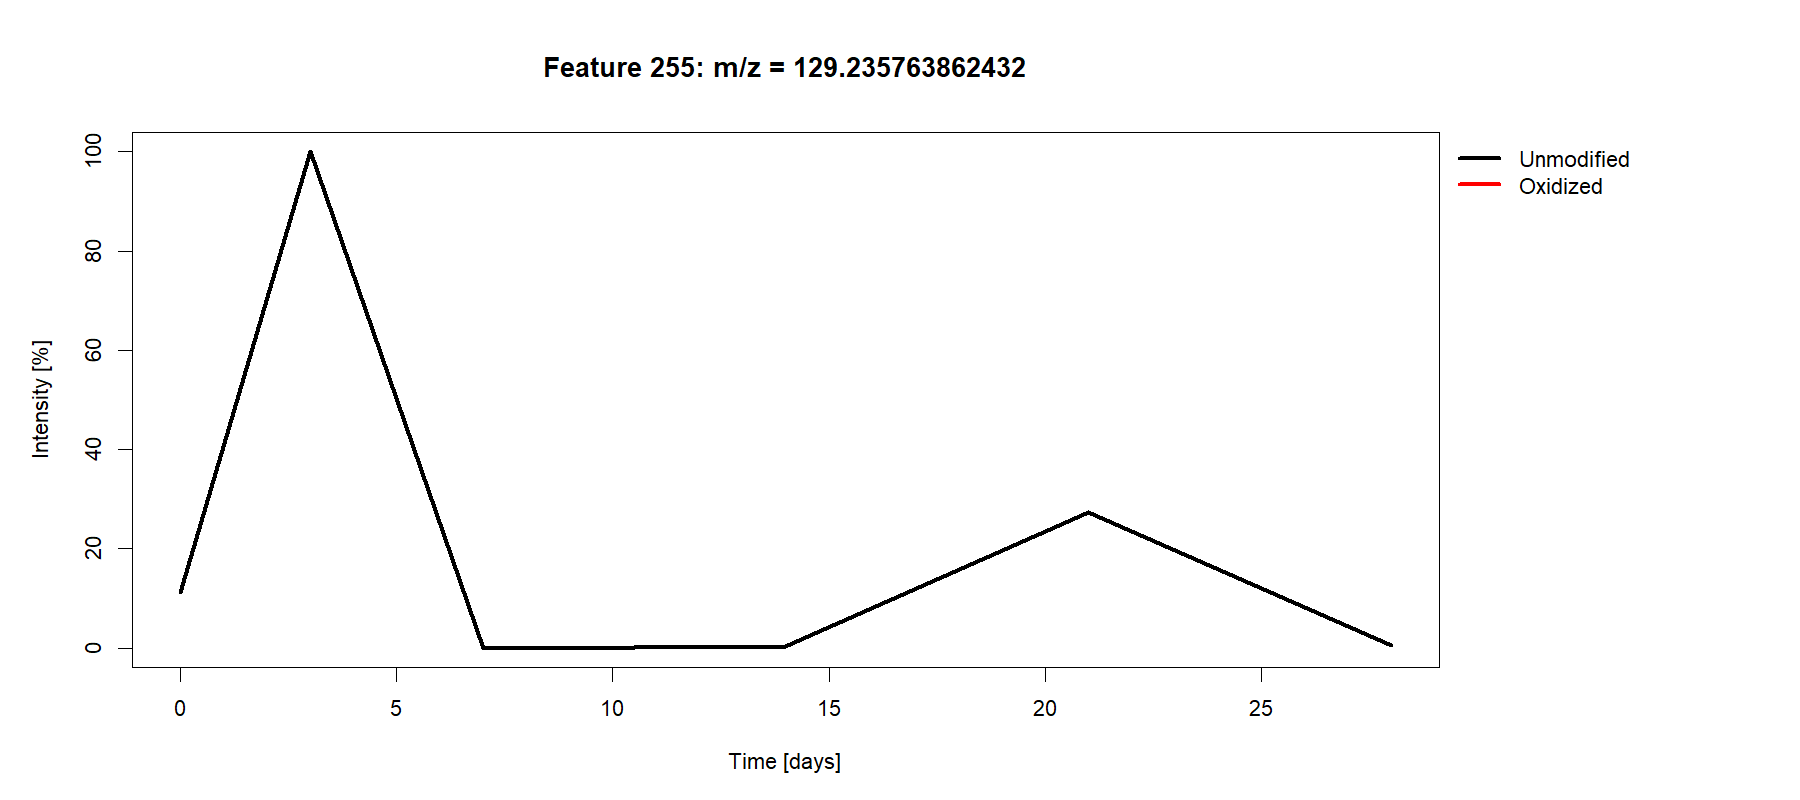 Feature 255: m/z = 129.235763862432
Unmodified
Oxidized
Intensity [%]
100
80
60
40
20
0
0 5 10 15 20 25
Time [days]